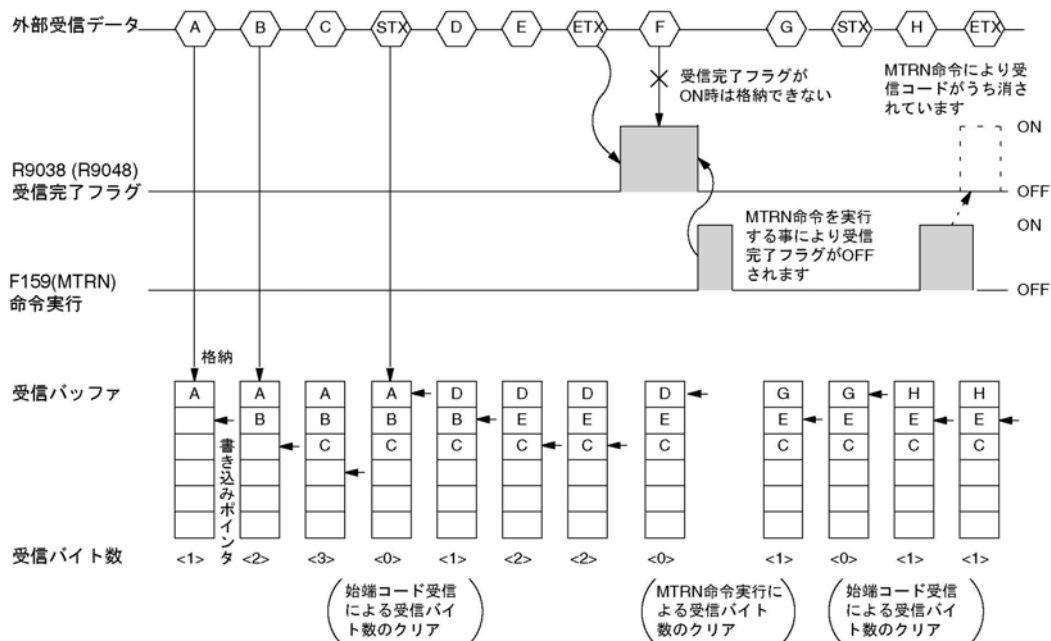 外部受信データ A B C STX D E ETX F G STX H ETX
受信完了フラグが
ON時は格納できない
MTRN命令により受
信コードがうち消さ
れています
ON
R9038 (R9048)
受信完了フラグ
OFF
MTRN命令を実行
する事により受信
完了フラグがOFF
されます
ON
F159(MTRN)
命令実行
OFF
格納
受信バッファ A A A A D D D D G G H H
B B B B E E E E E E E
C C C C C C C C C C
書き込みポインタ
受信バイト数 <1> <2> <3> <0> <1> <2> <2> <0> <1> <0> <1> <1>
始端コード受信
による受信バイ
ト数のクリア
MTRN命令実行に
よる受信バイト
数のクリア
始端コード受信
による受信バイ
ト数のクリア